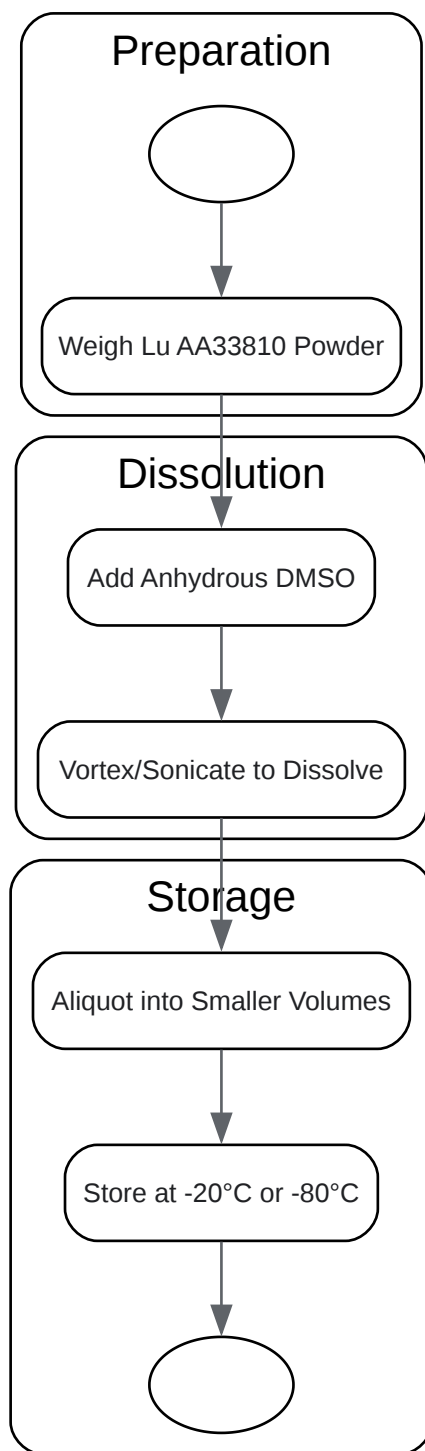 Preparation
Weigh Lu AA33810 Powder
Dissolution
Add Anhydrous DMSO
Vortex/Sonicate to Dissolve
Storage
Aliquot into Smaller Volumes
Store at -20°C or -80°C